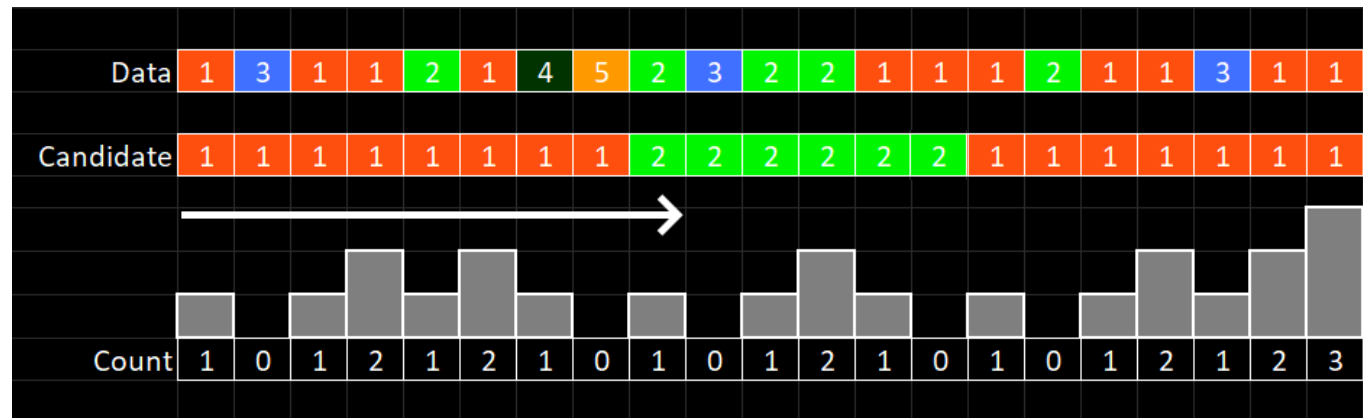 Data 1 3 1 1 2 1 4 5 2 3 2 2 1 1 1 2 1 1 3 1 1
Candidate 1 1 1 1 1 1 1 1 2 2 2 2 2 2 1 1 1 1 1 1 1
Count 1 0 1 2 1 2 1 0 1 0 1 2 1 0 1 0 1 2 1 2 3